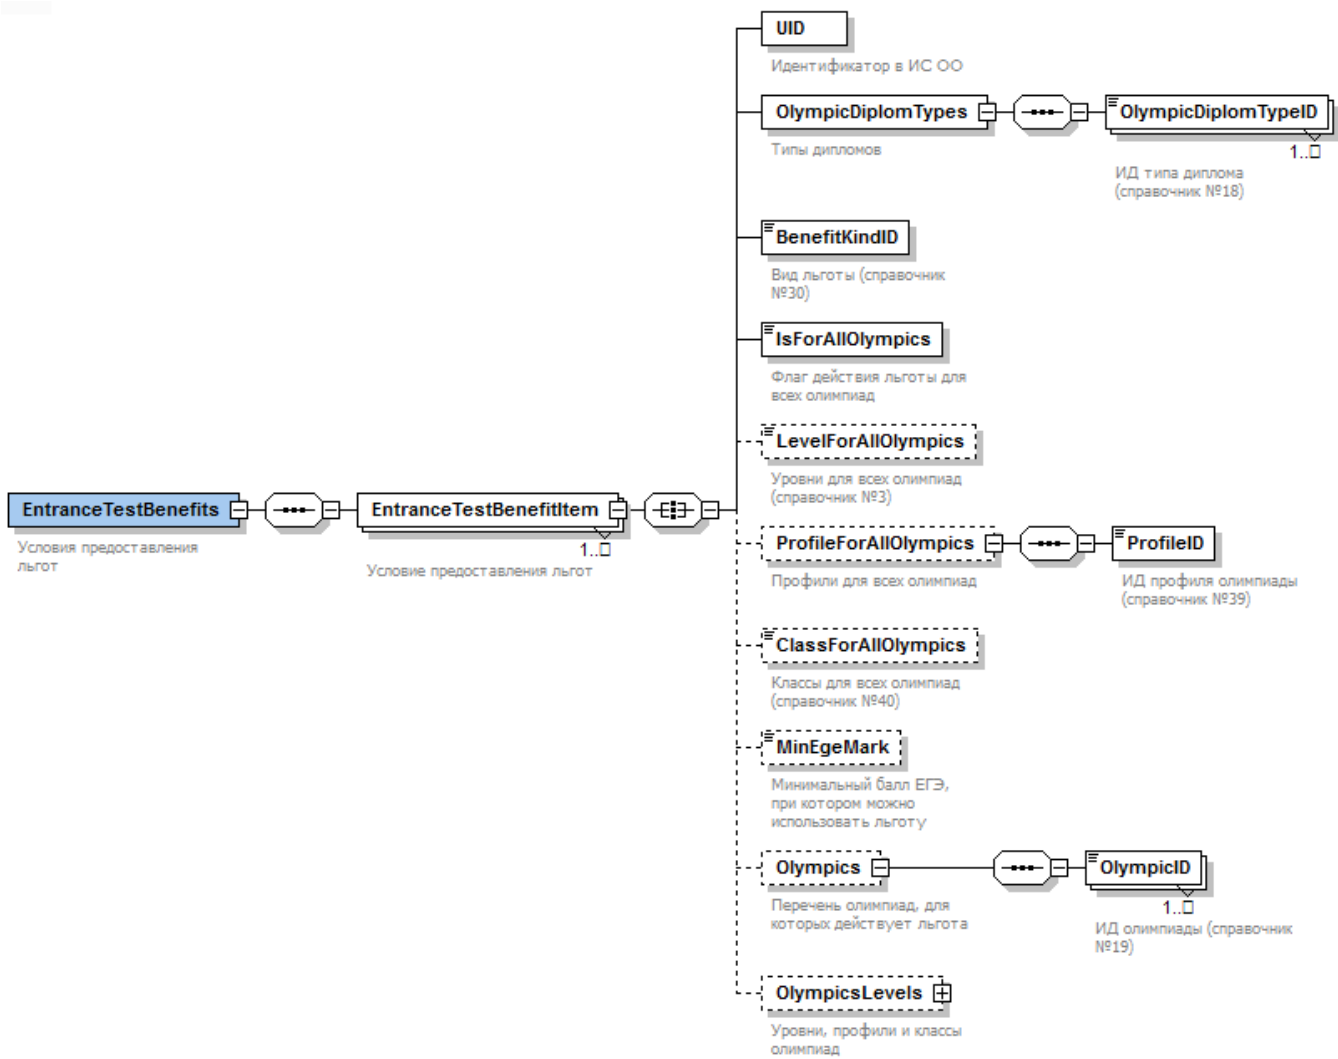 UID
Идентификатор в ИС ОО
OlympicDiplomTypes
Типы дипломов
OlympicDiplomTypeID
1..□
ИД типа диплома
(справочник №18)
BenefitKindID
Вид льготы (справочник
№30)
IsForAllOlympics
Флаг действия льготы для
всех олимпиад
LevelForAllOlympics
Уровни для всех олимпиад
(справочник №3)
EntranceTestBenefits
Условия предоставления
льгот
EntranceTestBenefitItem
1..□
Условие предоставления льгот
ProfileForAllOlympics
Профили для всех олимпиад
ProfileID
ИД профиля олимпиады
(справочник №39)
ClassForAllOlympics
Классы для всех олимпиад
(справочник №40)
MinEgeMark
Минимальный балл ЕГЭ,
при котором можно
использовать льготу
Olympics
Перечень олимпиад, для
которых действует льгота
OlympicID
1..□
ИД олимпиады (справочник
№19)
OlympicsLevels
Уровни, профили и классы
олимпиад